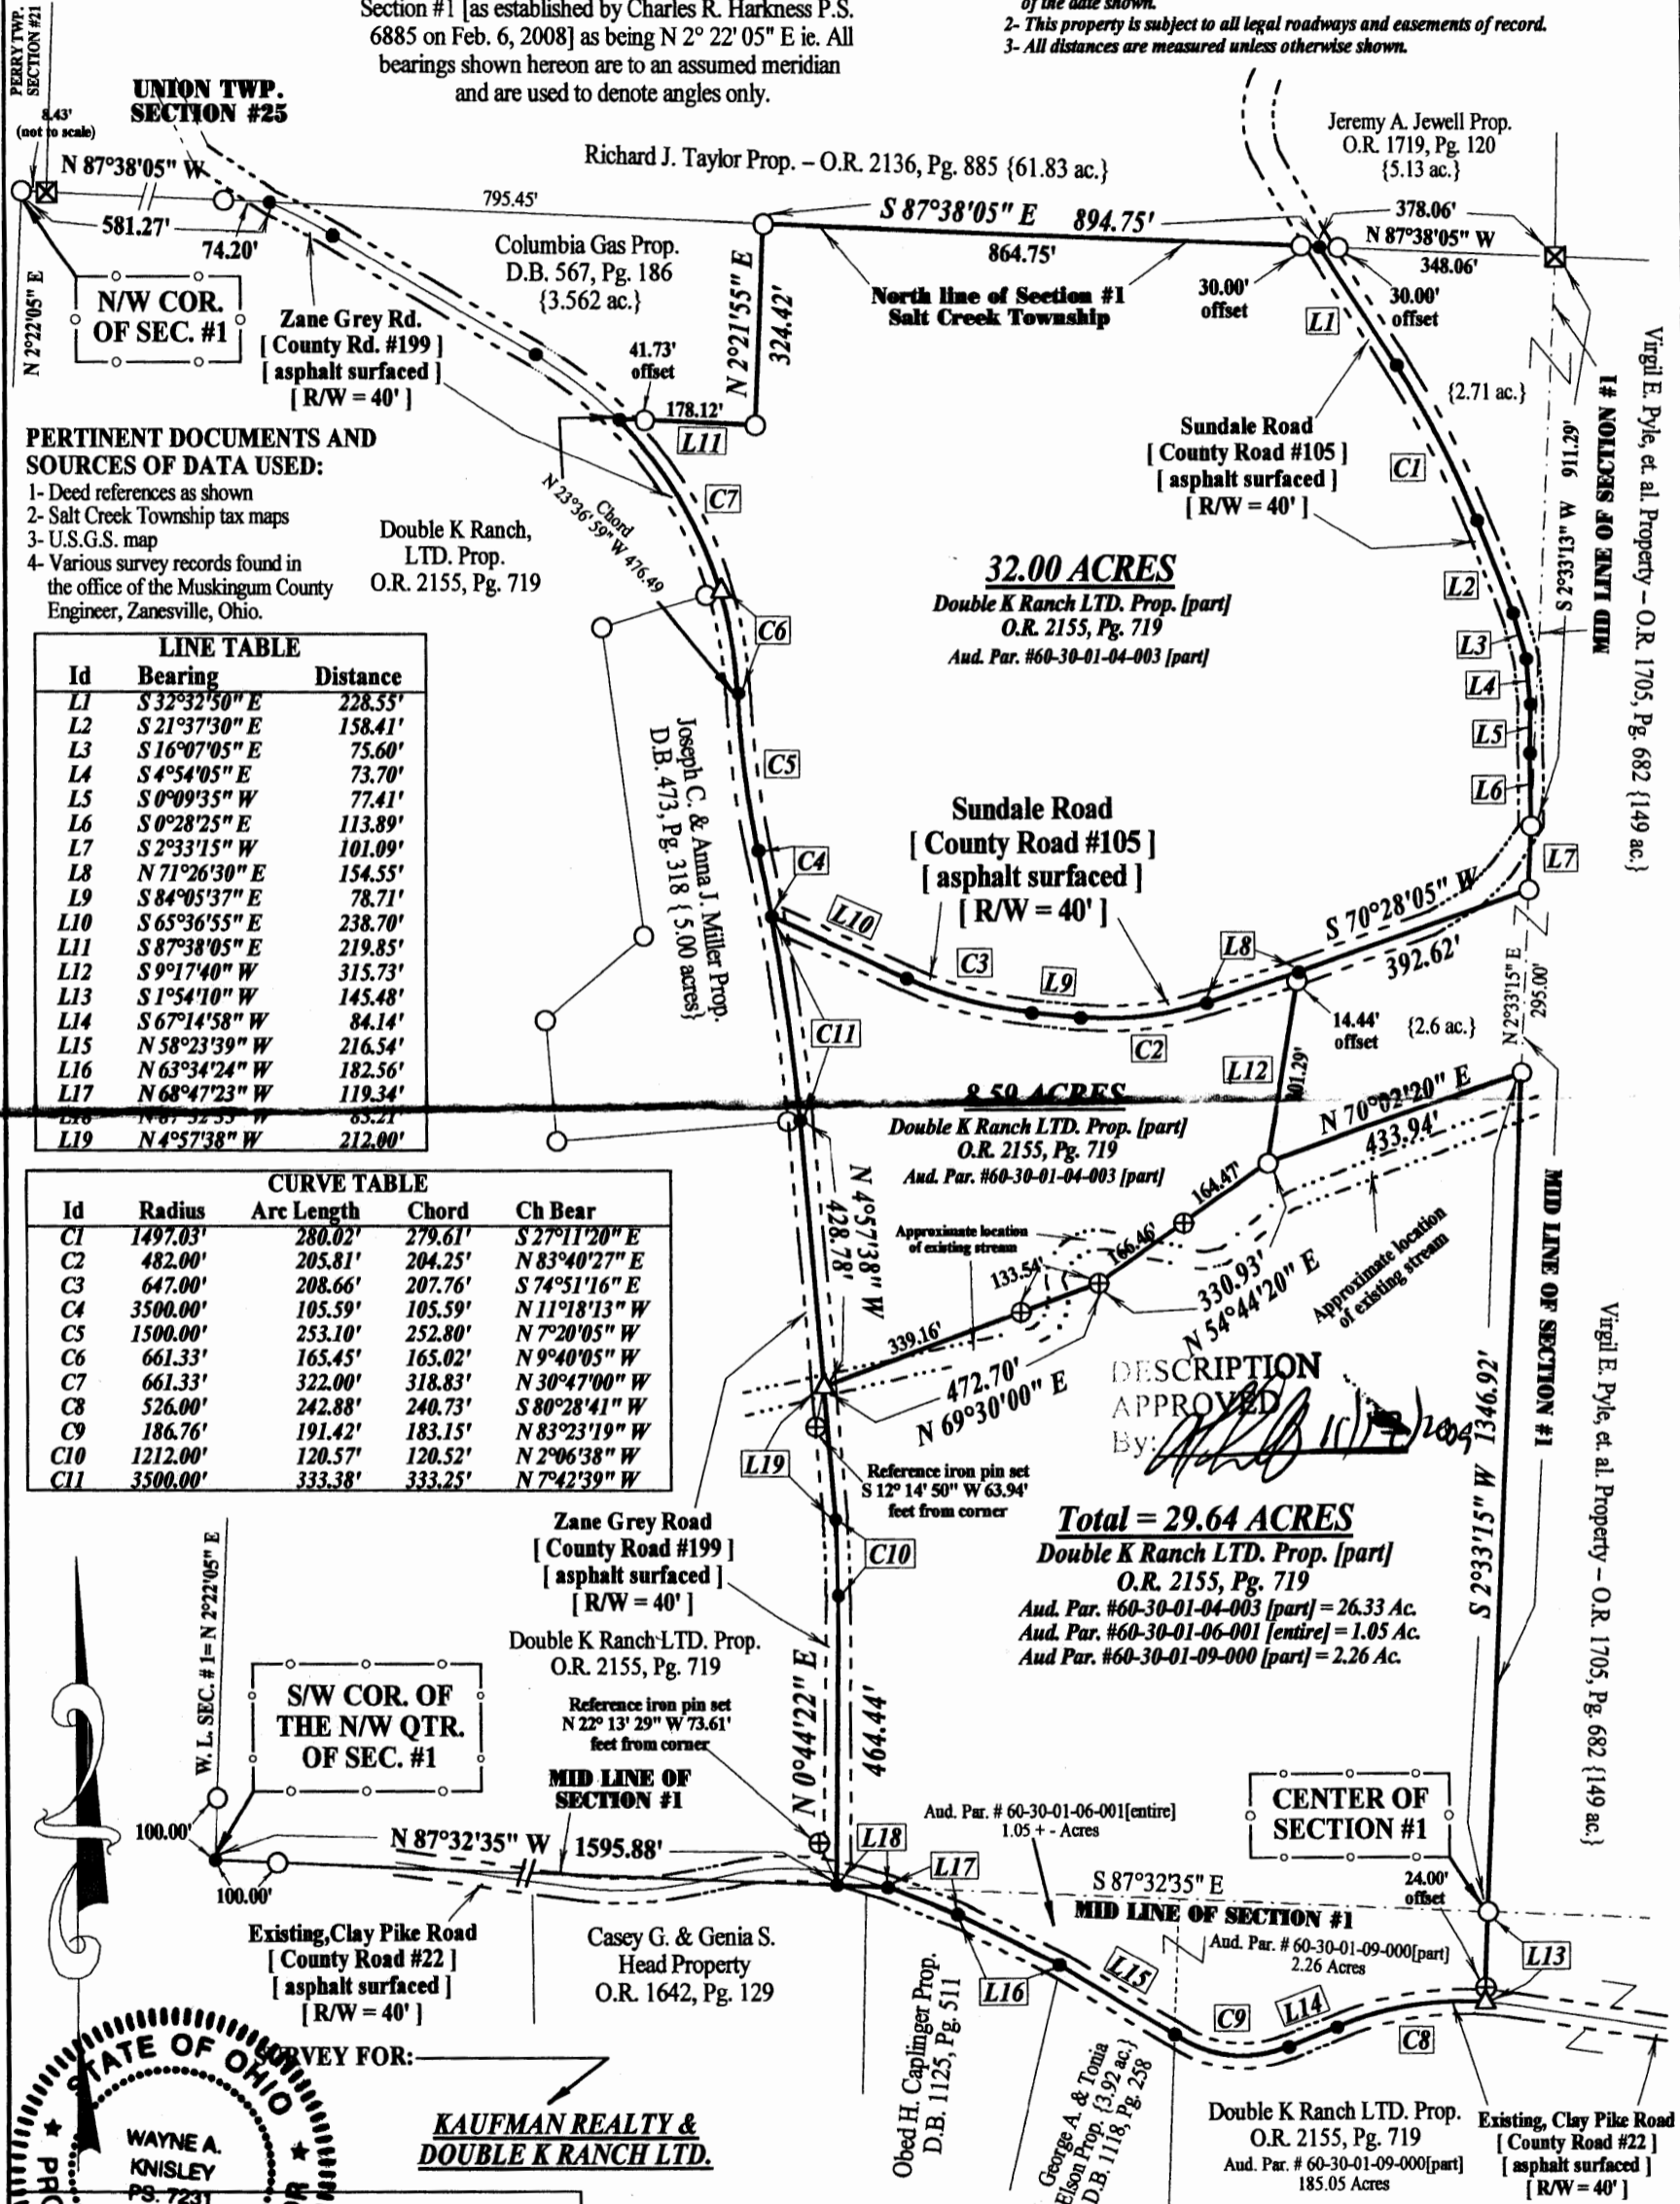 Section #1 [as established by Charles R. Harkness P.S.
6885 on Feb. 6, 2008] as being N 2° 22' 05" E ie. All
bearings shown hereon are to an assumed meridian
and are used to denote angles only.
of the date shown.
2- This property is subject to all legal roadways and easements of record.
3- All distances are measured unless otherwise shown.
PERRY TWP.
SECTION #21
UNION TWP.
SECTION #25
8.43'
(not to scale)
N 87°38'05" W
581.27'
74.20'
795.45'
Richard J. Taylor Prop. – O.R. 2136, Pg. 885 {61.83 ac.}
Jeremy A. Jewell Prop.
O.R. 1719, Pg. 120
{5.13 ac.}
S 87°38'05" E 894.75'
864.75'
378.06'
N 87°38'05" W
348.06'
30.00'
offset
30.00'
offset
North line of Section #1
Salt Creek Township
N 2°22'05" E
N/W COR.
OF SEC. #1
Columbia Gas Prop.
D.B. 567, Pg. 186
{3.562 ac.}
N 2°21'55" E
324.42'
Zane Grey Rd.
[ County Rd. #199 ]
[ asphalt surfaced ]
[ R/W = 40' ]
41.73'
offset
178.12'
L11
L1
{2.71 ac.}
Sundale Road
[ County Road #105 ]
[ asphalt surfaced ]
[ R/W = 40' ]
C1
S 2°33'13" W 911.29'
MID LINE OF SECTION #1
Virgil E. Pyle, et. al. Property – O.R. 1705, Pg. 682 {149 ac.}
PERTINENT DOCUMENTS AND
SOURCES OF DATA USED:
1- Deed references as shown
2- Salt Creek Township tax maps
3- U.S.G.S. map
4- Various survey records found in
the office of the Muskingum County
Engineer, Zanesville, Ohio.
C7
Chord
N 23°36'59" W 476.49
Double K Ranch,
LTD. Prop.
O.R. 2155, Pg. 719
32.00 ACRES
Double K Ranch LTD. Prop. [part]
O.R. 2155, Pg. 719
Aud. Par. #60-30-01-04-003 [part]
L2
L3
L4
L5
L6
L7
C6
C5
C4
LINE TABLE
Id Bearing Distance
L1 S 32°32'50" E 228.55'
L2 S 21°37'30" E 158.41'
L3 S 16°07'05" E 75.60'
L4 S 4°54'05" E 73.70'
L5 S 0°09'35" W 77.41'
L6 S 0°28'25" E 113.89'
L7 S 2°33'15" W 101.09'
L8 N 71°26'30" E 154.55'
L9 S 84°05'37" E 78.71'
L10 S 65°36'55" E 238.70'
L11 S 87°38'05" E 219.85'
L12 S 9°17'40" W 315.73'
L13 S 1°54'10" W 145.48'
L14 S 67°14'58" W 84.14'
L15 N 58°23'39" W 216.54'
L16 N 63°34'24" W 182.56'
L17 N 68°47'23" W 119.34'
L18 83.21'
L19 N 4°57'38" W 212.00'
Joseph C. & Anna J. Miller Prop.
D.B. 473, Pg. 318 { 5.00 acres}
Sundale Road
[ County Road #105 ]
[ asphalt surfaced ]
[ R/W = 40' ]
L10
C3
L9
C2
L8
S 70°28'05" W
392.62'
14.44'
offset
{2.6 ac.}
N 2°33'15" E
295.00'
C11
L12
301.29'
8.50 ACRES
Double K Ranch LTD. Prop. [part]
O.R. 2155, Pg. 719
Aud. Par. #60-30-01-04-003 [part]
N 70°02'20" E
433.94'
CURVE TABLE
Id Radius Arc Length Chord Ch Bear
C1 1497.03' 280.02' 279.61' S 27°11'20" E
C2 482.00' 205.81' 204.25' N 83°40'27" E
C3 647.00' 208.66' 207.76' S 74°51'16" E
C4 3500.00' 105.59' 105.59' N 11°18'13" W
C5 1500.00' 253.10' 252.80' N 7°20'05" W
C6 661.33' 165.45' 165.02' N 9°40'05" W
C7 661.33' 322.00' 318.83' N 30°47'00" W
C8 526.00' 242.88' 240.73' S 80°28'41" W
C9 186.76' 191.42' 183.15' N 83°23'19" W
C10 1212.00' 120.57' 120.52' N 2°06'38" W
C11 3500.00' 333.38' 333.25' N 7°42'39" W
N 4°57'38" W
428.78'
Approximate location
of existing stream
133.54'
166.46'
164.47'
330.93'
N 54°44'20" E
Approximate location
of existing stream
339.16'
472.70'
N 69°30'00" E
DESCRIPTION
APPROVED
By:
MID LINE OF SECTION #1
S 2°33'15" W 1346.92'
Virgil E. Pyle, et. al. Property – O.R. 1705, Pg. 682 {149 ac.}
L19
Reference iron pin set
S 12° 14' 50" W 63.94'
feet from corner
C10
Zane Grey Road
[ County Road #199 ]
[ asphalt surfaced ]
[ R/W = 40' ]
Total = 29.64 ACRES
Double K Ranch LTD. Prop. [part]
O.R. 2155, Pg. 719
Aud. Par. #60-30-01-04-003 [part] = 26.33 Ac.
Aud. Par. #60-30-01-06-001 [entire] = 1.05 Ac.
Aud Par. #60-30-01-09-000 [part] = 2.26 Ac.
Double K Ranch LTD. Prop.
O.R. 2155, Pg. 719
W. L. SEC. # 1= N 2°22'05" E
S/W COR. OF
THE N/W QTR.
OF SEC. #1
Reference iron pin set
N 22° 13' 29" W 73.61'
feet from corner
N 0°44'22" E
464.44'
MID LINE OF
SECTION #1
100.00'
100.00'
N 87°32'35" W 1595.88'
L18
L17
Aud. Par. # 60-30-01-06-001[entire]
1.05 + - Acres
CENTER OF
SECTION #1
24.00'
offset
S 87°32'35" E
MID LINE OF SECTION #1
Aud. Par. # 60-30-01-09-000[part]
2.26 Acres
L13
Existing, Clay Pike Road
[ County Road #22 ]
[ asphalt surfaced ]
[ R/W = 40' ]
Casey G. & Genia S.
Head Property
O.R. 1642, Pg. 129
L16
L15
C9
L14
C8
Obed H. Caplinger Prop.
D.B. 1125, Pg. 511
George A. & Tonia
Elson Prop. {3.92 ac.}
D.B. 1118, Pg. 258
Double K Ranch LTD. Prop.
O.R. 2155, Pg. 719
Aud. Par. # 60-30-01-09-000[part]
185.05 Acres
Existing, Clay Pike Road
[ County Road #22 ]
[ asphalt surfaced ]
[ R/W = 40' ]
SURVEY FOR:
KAUFMAN REALTY &
DOUBLE K RANCH LTD.
STATE OF OHIO
WAYNE A.
KNISLEY
PS. 7231